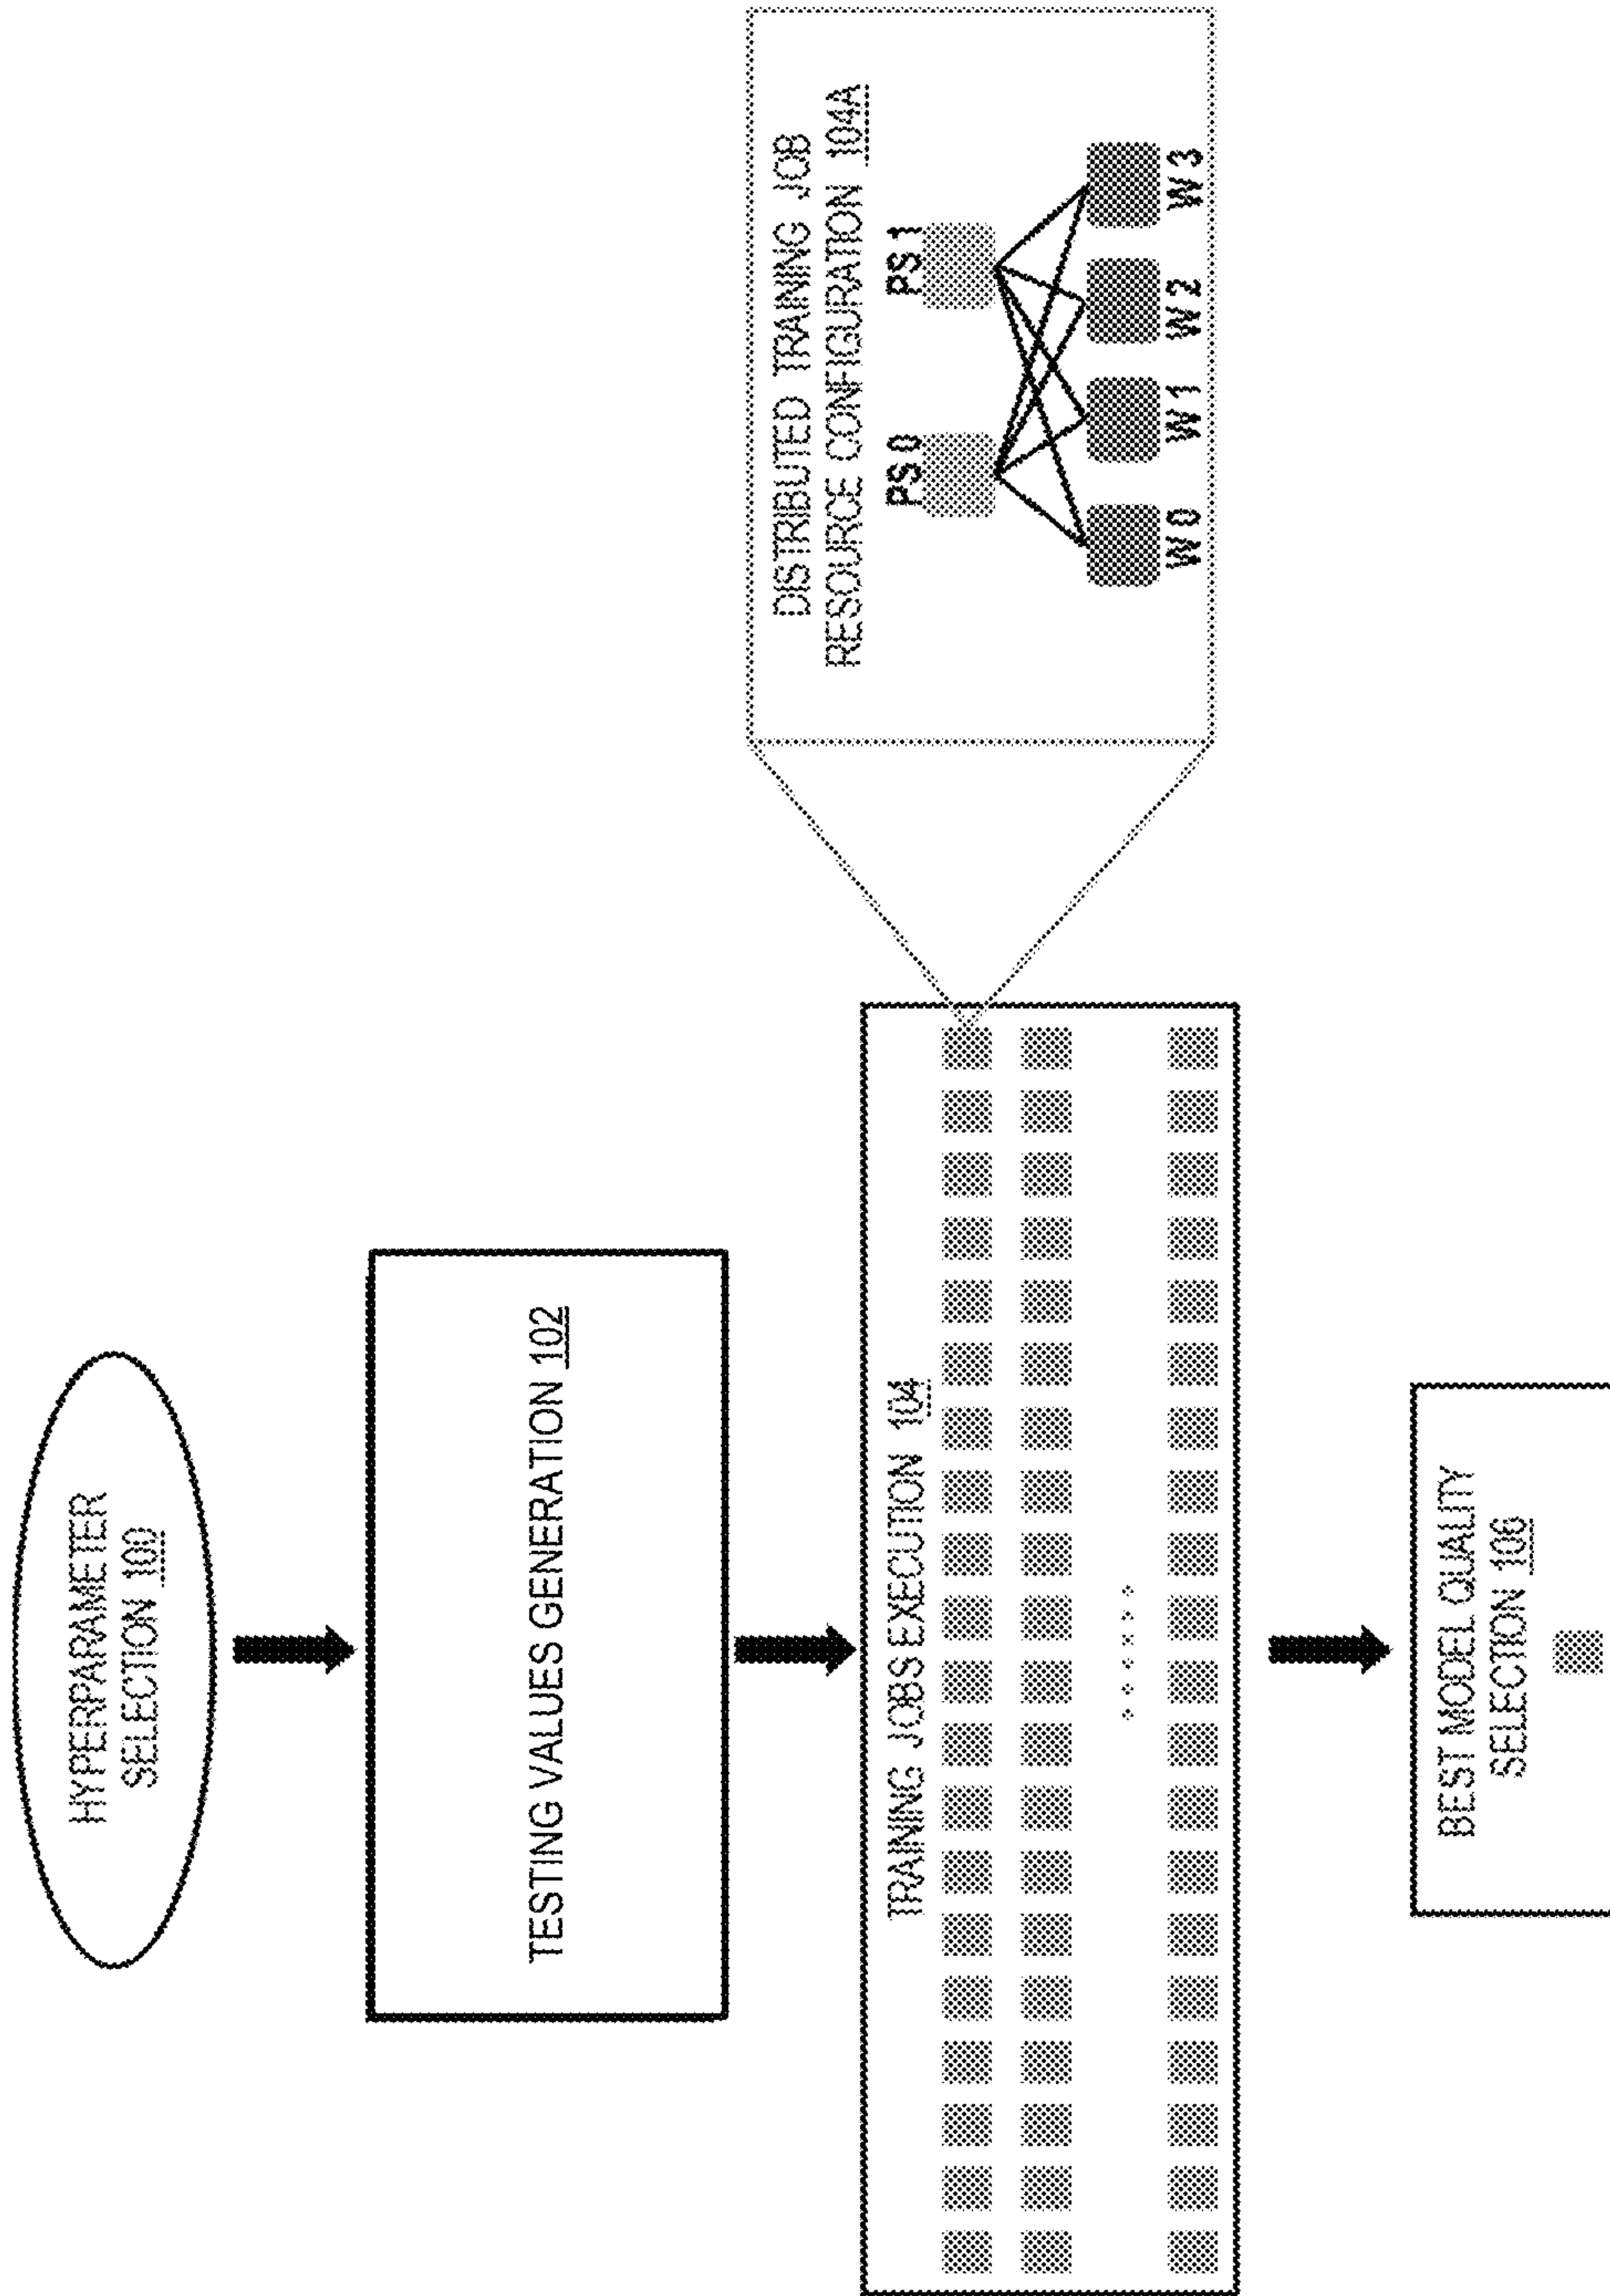 HYPERPARAMETER
SELECTION 100
TESTING VALUES GENERATION 102
TRAINING JOBS EXECUTION 104
.....
DISTRIBUTED TRAINING JOB
RESOURCE CONFIGURATION 104A
PS 0 PS 1
W 0 W 1 W 2 W 3
BEST MODEL QUALITY
SELECTION 106